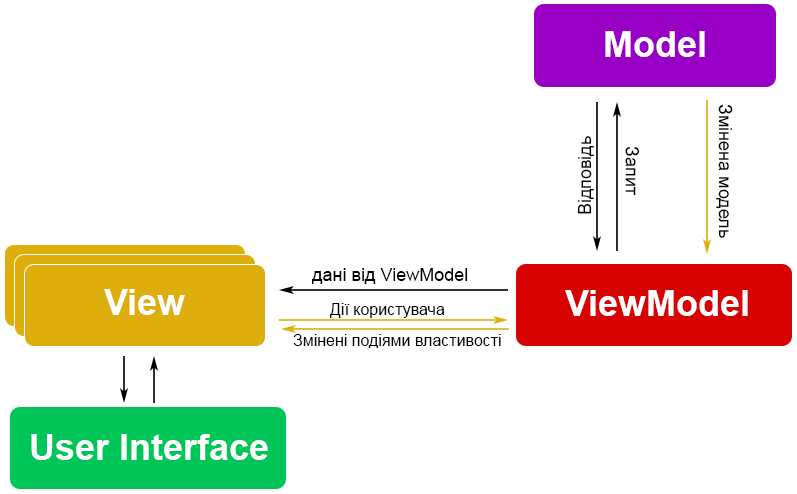 Model
Відповідь
Запит
Змінена модель
дані від ViewModel
View
ViewModel
Дії користувача
Змінені подіями властивості
User Interface